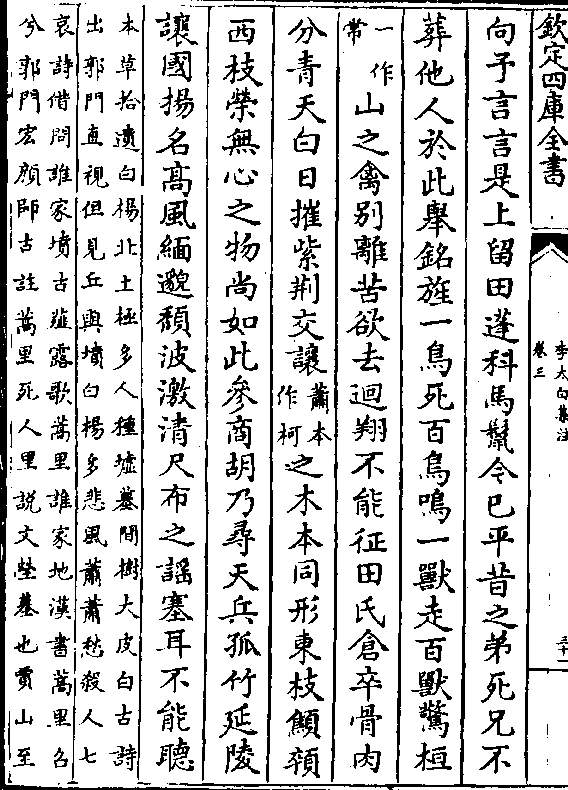 欽定四庫全書
李太白集注
卷三
三十二
向予言言是上留田蓬科馬鬛今已平昔之弟死兄不
葬他人於此舉銘旌一鳥死百鳥鳴一獸走百獸驚桓
一作常山之禽別離苦欲去迴翔不能征田氏倉卒骨肉
分青天白日摧紫荆交讓蕭本作柯之木本同形東枝顦顇
西枝榮無心之物尚如此參商胡乃尋天兵孤竹延陵
讓國揚名髙風緬邈頹波激清尺布之謡塞耳不能聽
本草拾遺白楊北土極多人種墟墓間樹大皮白古詩
出郭門直視但見丘與墳白楊多悲風蕭蕭愁殺人七
哀詩借問誰家墳古薤露歌蒿里誰家地漢書蒿里召
兮郭門宏顔師古註蒿里死人里説文塋墓也賈山至